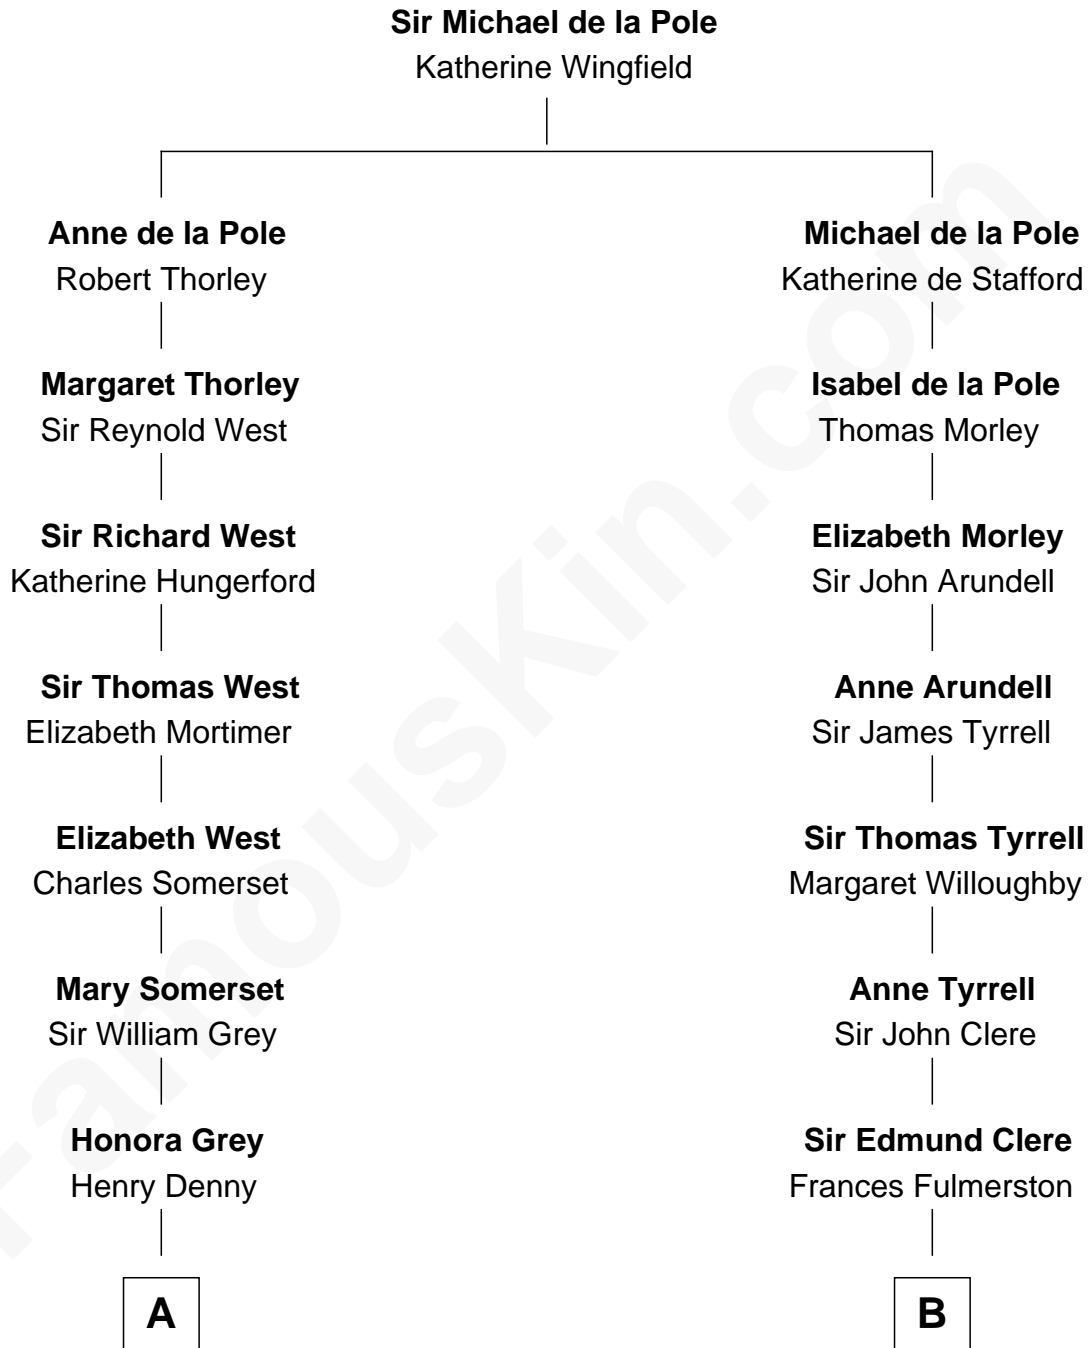 Sir Michael de la Pole
Katherine Wingfield
Anne de la Pole
Robert Thorley
Michael de la Pole
Katherine de Stafford
Margaret Thorley
Sir Reynold West
Isabel de la Pole
Thomas Morley
Sir Richard West
Katherine Hungerford
Elizabeth Morley
Sir John Arundell
Sir Thomas West
Elizabeth Mortimer
Anne Arundell
Sir James Tyrrell
Elizabeth West
Charles Somerset
Sir Thomas Tyrrell
Margaret Willoughby
Mary Somerset
Sir William Grey
Anne Tyrrell
Sir John Clere
Honora Grey
Henry Denny
Sir Edmund Clere
Frances Fulmerston
A
B
FamousKin.com